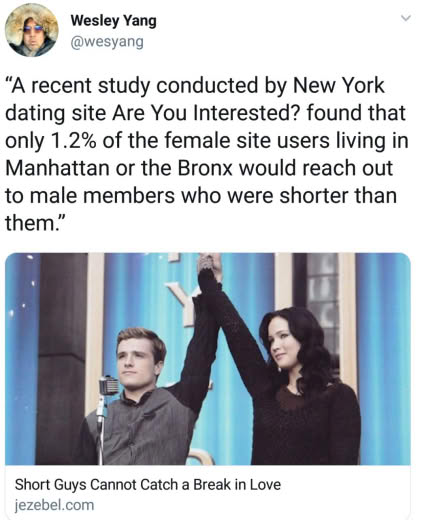 Wesley Yang
@wesyang
“A recent study conducted by New York
dating site Are You Interested? found that
only 1.2% of the female site users living in
Manhattan or the Bronx would reach out
to male members who were shorter than
them.”
Short Guys Cannot Catch a Break in Love
jezebel.com